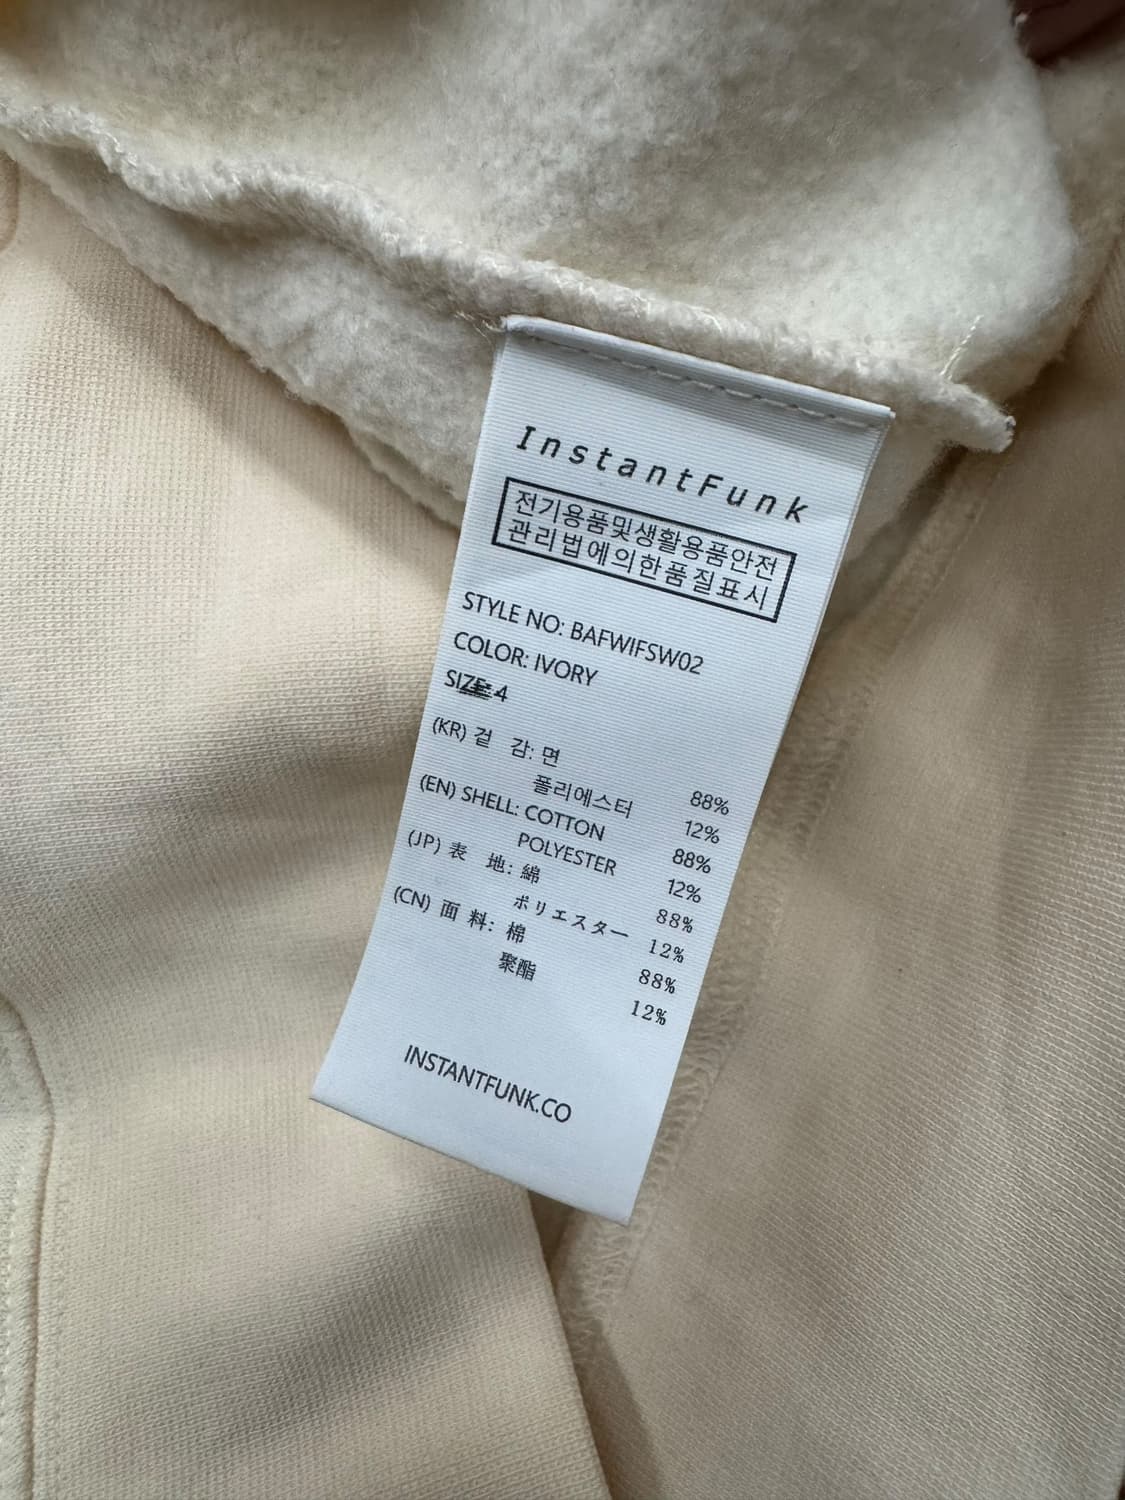 InstantFunk
전기용품및생활용품안전
관리법에의한품질표시
STYLE NO: BAFWIFSW02
COLOR: IVORY
SIZE: 4
(KR) 겉 감: 면 88%
폴리에스터 12%
(EN) SHELL: COTTON 88%
POLYESTER 12%
(JP) 表 地: 綿 88%
ポリエスター 12%
(CN) 面 料: 棉 88%
聚酯 12%
INSTANTFUNK.CO